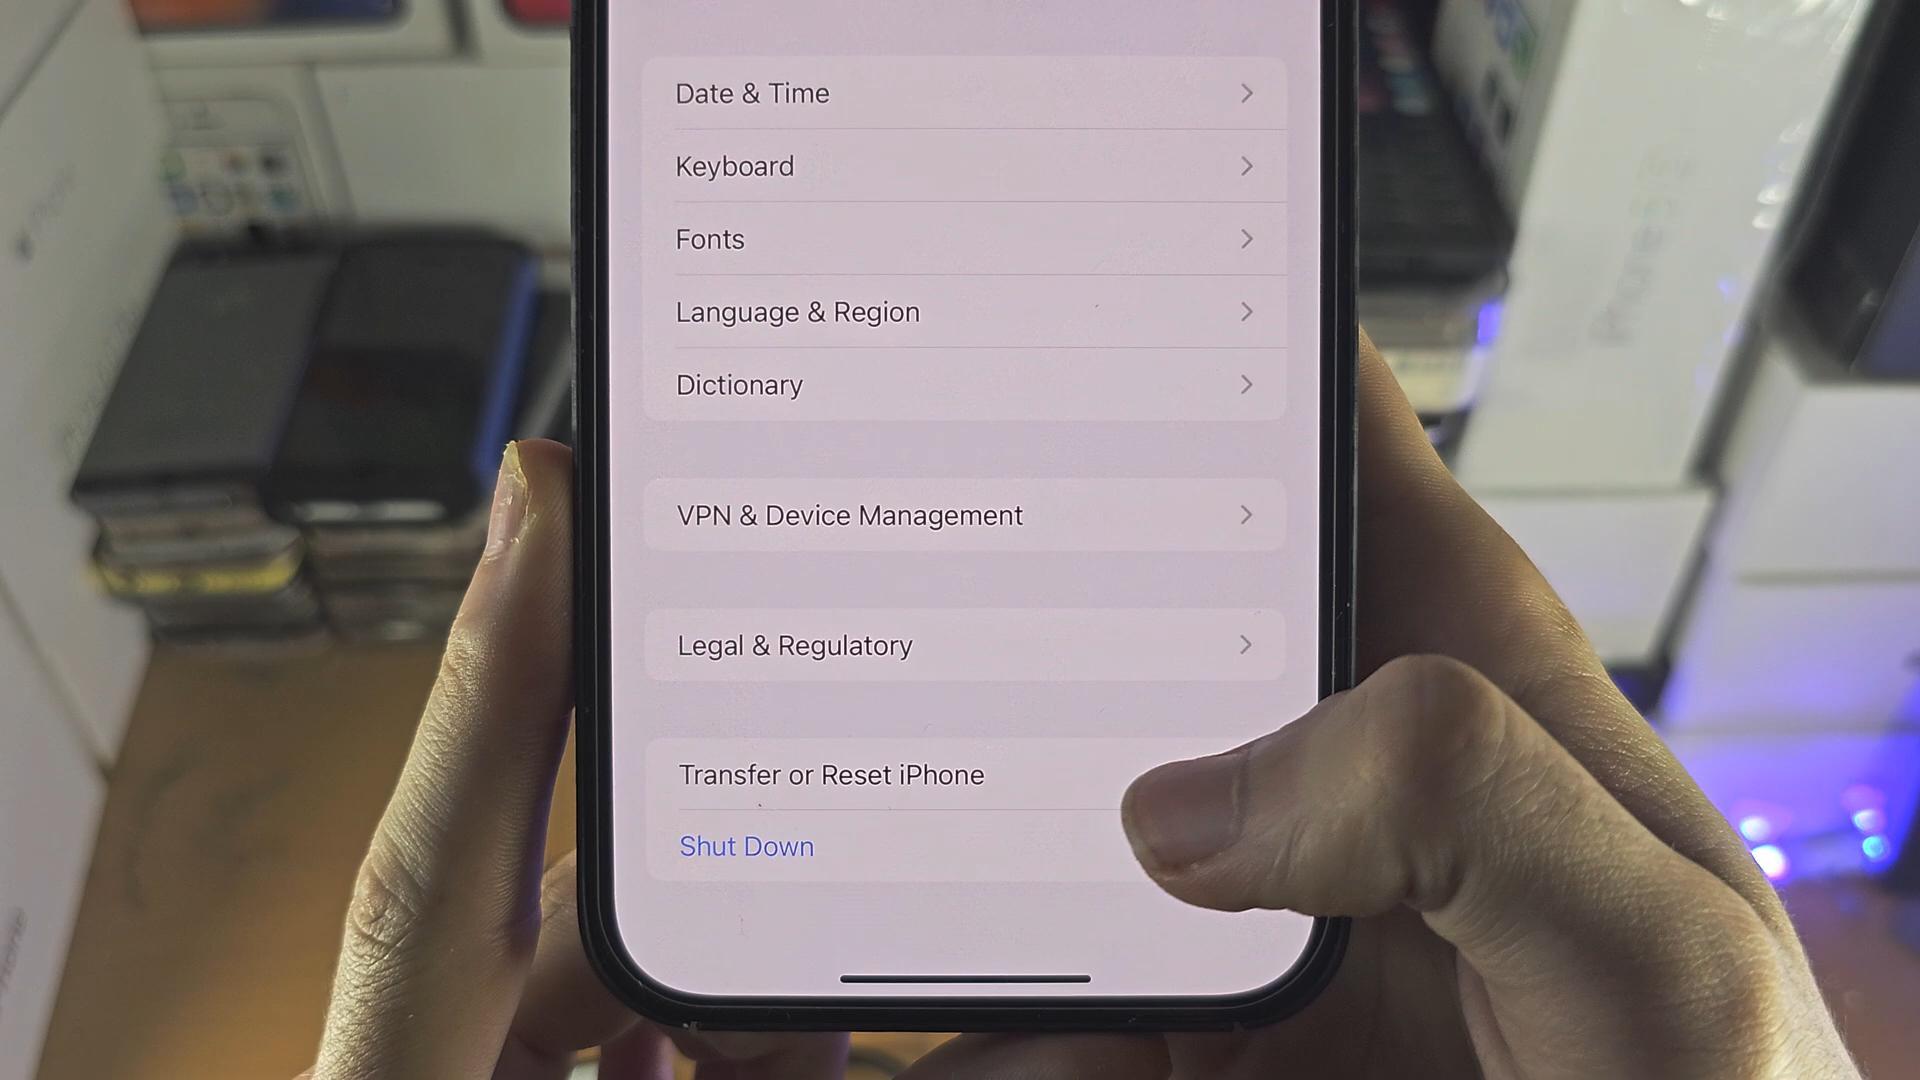 Date & Time
Keyboard
Fonts
Language & Region
Dictionary
VPN & Device Management
Legal & Regulatory
Transfer or Reset iPhone
Shut Down